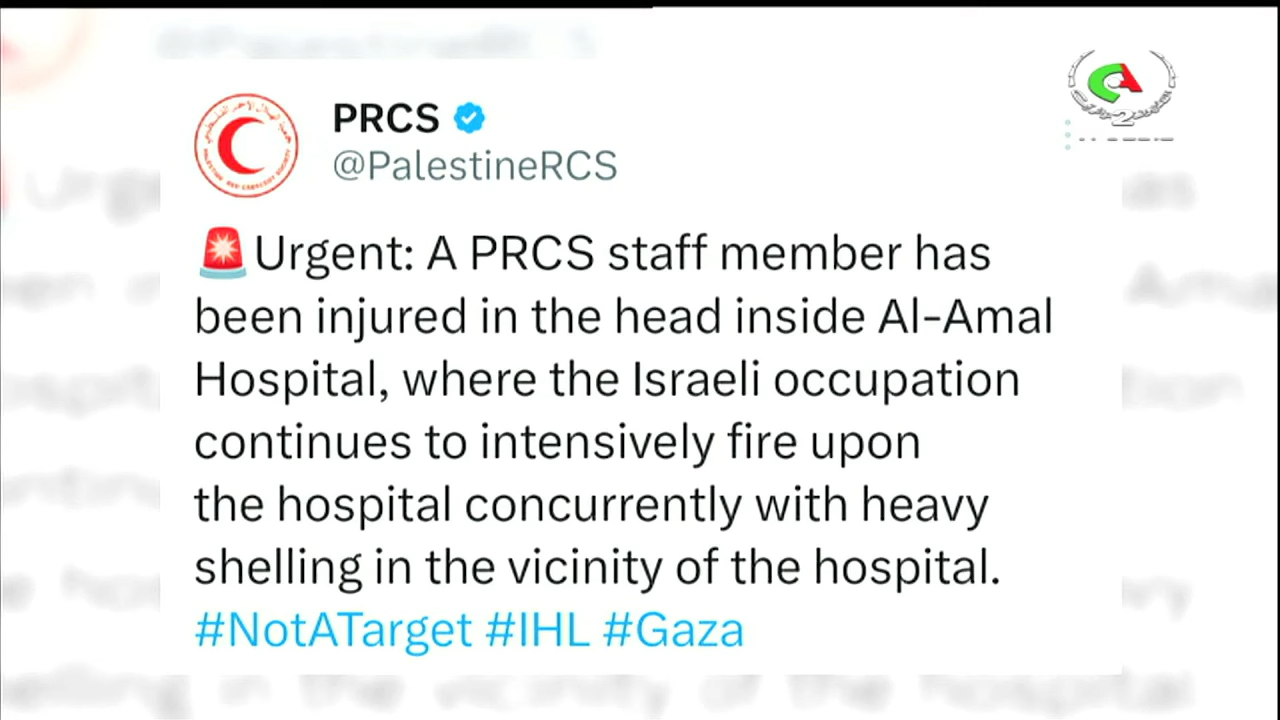 PRCS
@PalestineRCS
🚨Urgent: A PRCS staff member has
been injured in the head inside Al-Amal
Hospital, where the Israeli occupation
continues to intensively fire upon
the hospital concurrently with heavy
shelling in the vicinity of the hospital.
#NotATarget #IHL #Gaza